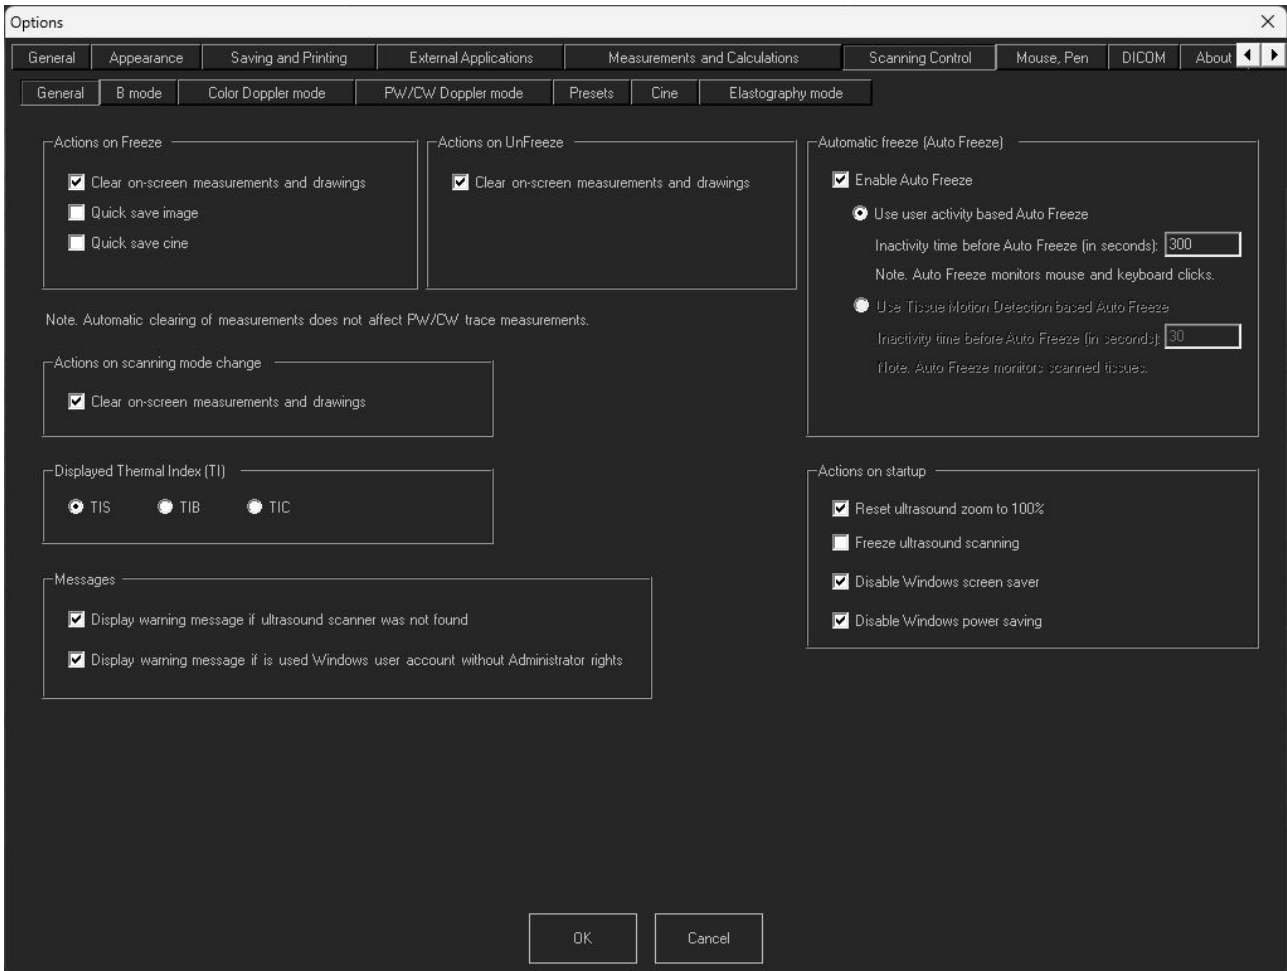 Options
General Appearance Saving and Printing External Applications Measurements and Calculations Scanning Control Mouse, Pen DICOM About
General B mode Color Doppler mode PW/CW Doppler mode Presets Cine Elastography mode
Actions on Freeze
Clear on-screen measurements and drawings
Quick save image
Quick save cine
Actions on UnFreeze
Clear on-screen measurements and drawings
Automatic freeze (Auto Freeze)
Enable Auto Freeze
Use user activity based Auto Freeze
Inactivity time before Auto Freeze (in seconds): 300
Note. Auto Freeze monitors mouse and keyboard clicks.
Use Tissue Motion Detection based Auto Freeze
Inactivity time before Auto Freeze (in seconds): 30
Note. Auto Freeze monitors scanned tissues.
Note. Automatic clearing of measurements does not affect PW/CW trace measurements.
Actions on scanning mode change
Clear on-screen measurements and drawings
Displayed Thermal Index (TI)
TIS TIB TIC
Actions on startup
Reset ultrasound zoom to 100%
Freeze ultrasound scanning
Disable Windows screen saver
Disable Windows power saving
Messages
Display warning message if ultrasound scanner was not found
Display warning message if is used Windows user account without Administrator rights
OK Cancel